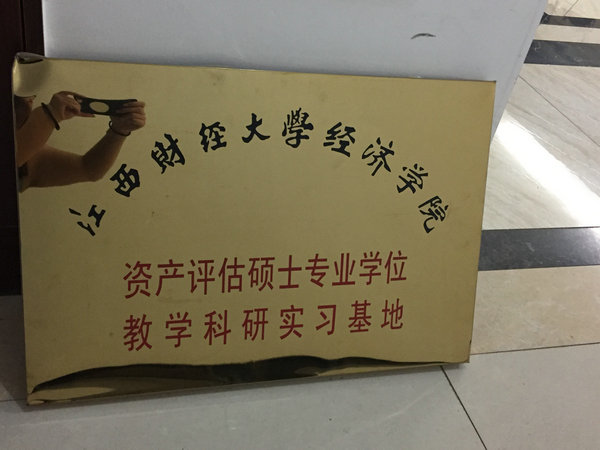 江西财经大學经济学院
资产评估硕士专业学位
教学科研实习基地